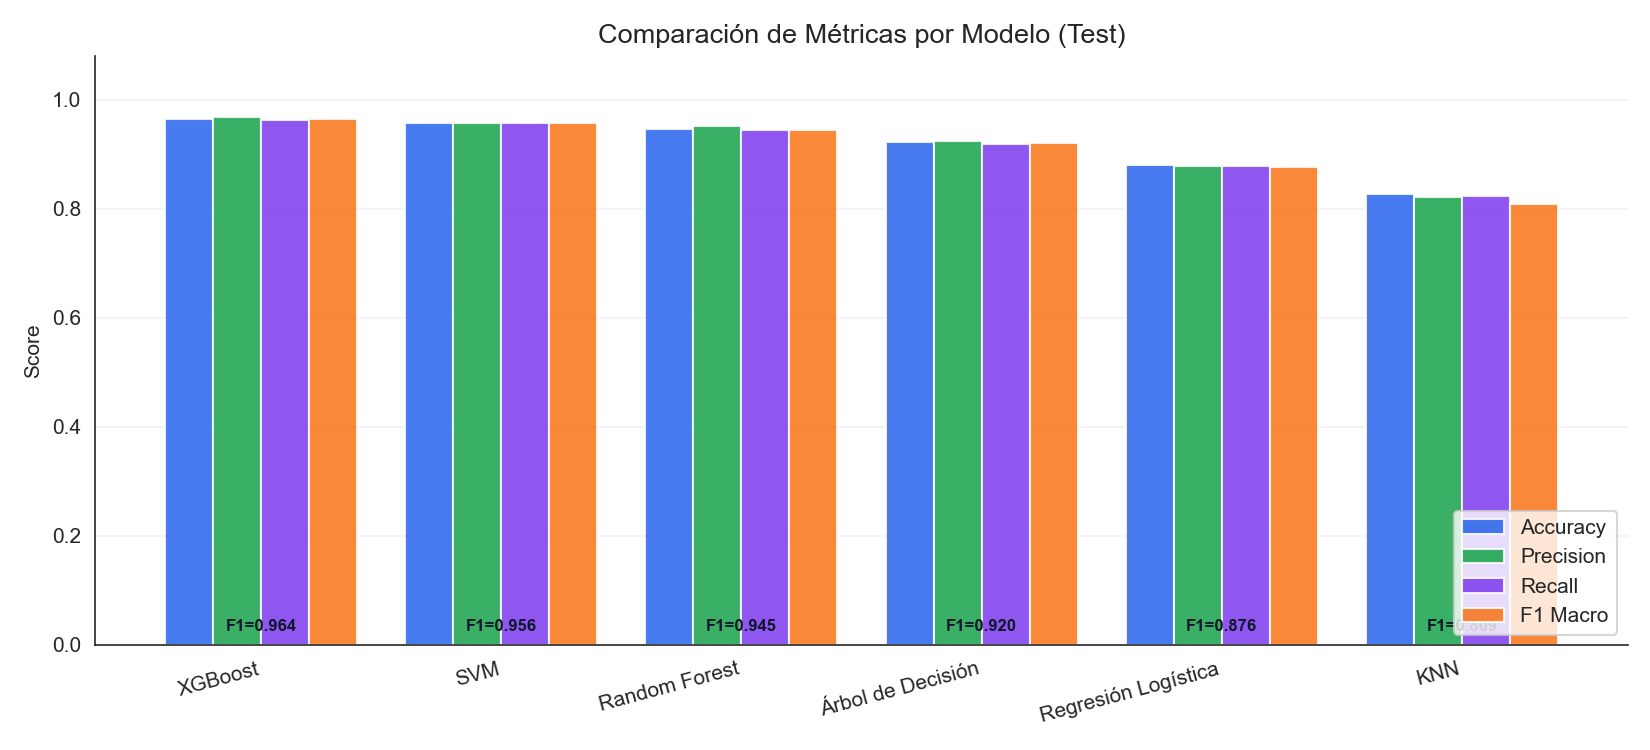 Comparación de Métricas por Modelo (Test)
Score
1.0
0.8
0.6
0.4
0.2
0.0
F1=0.964
F1=0.956
F1=0.945
F1=0.920
F1=0.876
F1=0.809
Accuracy
Precision
Recall
F1 Macro
XGBoost
SVM
Random Forest
Árbol de Decisión
Regresión Logística
KNN